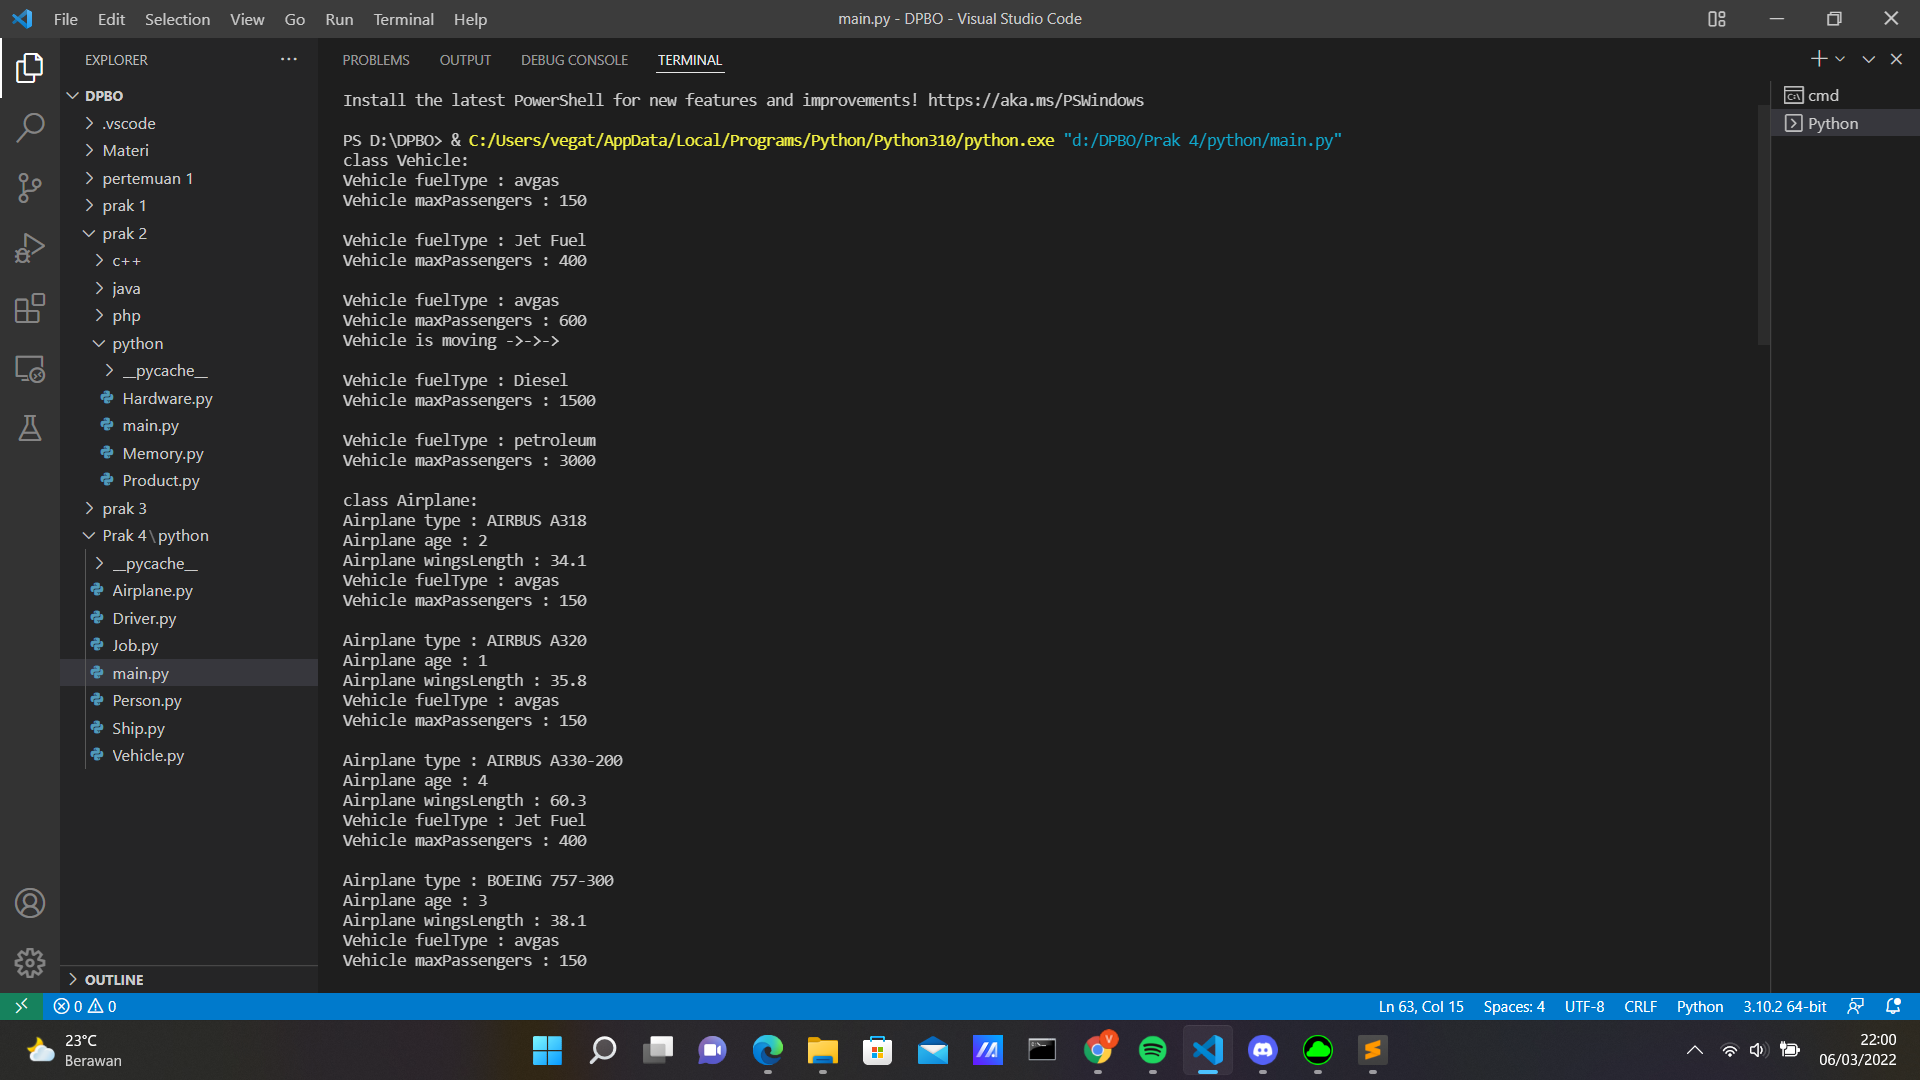 File Edit Selection View Go Run Terminal Help
main.py - DPBO - Visual Studio Code
EXPLORER
DPBO
.vscode
Materi
pertemuan 1
prak 1
prak 2
c++
java
php
python
__pycache__
Hardware.py
main.py
Memory.py
Product.py
prak 3
Prak 4\python
__pycache__
Airplane.py
Driver.py
Job.py
main.py
Person.py
Ship.py
Vehicle.py
OUTLINE
PROBLEMS OUTPUT DEBUG CONSOLE TERMINAL
Install the latest PowerShell for new features and improvements! https://aka.ms/PSWindows
PS D:\DPBO> & C:/Users/vegat/AppData/Local/Programs/Python/Python310/python.exe "d:/DPBO/Prak 4/python/main.py"
class Vehicle:
Vehicle fuelType : avgas
Vehicle maxPassengers : 150
Vehicle fuelType : Jet Fuel
Vehicle maxPassengers : 400
Vehicle fuelType : avgas
Vehicle maxPassengers : 600
Vehicle is moving ->->->
Vehicle fuelType : Diesel
Vehicle maxPassengers : 1500
Vehicle fuelType : petroleum
Vehicle maxPassengers : 3000
class Airplane:
Airplane type : AIRBUS A318
Airplane age : 2
Airplane wingsLength : 34.1
Vehicle fuelType : avgas
Vehicle maxPassengers : 150
Airplane type : AIRBUS A320
Airplane age : 1
Airplane wingsLength : 35.8
Vehicle fuelType : avgas
Vehicle maxPassengers : 150
Airplane type : AIRBUS A330-200
Airplane age : 4
Airplane wingsLength : 60.3
Vehicle fuelType : Jet Fuel
Vehicle maxPassengers : 400
Airplane type : BOEING 757-300
Airplane age : 3
Airplane wingsLength : 38.1
Vehicle fuelType : avgas
Vehicle maxPassengers : 150
cmd
Python
0 0
Ln 63, Col 15 Spaces: 4 UTF-8 CRLF Python 3.10.2 64-bit
23°C
Berawan
V
22:00
06/03/2022